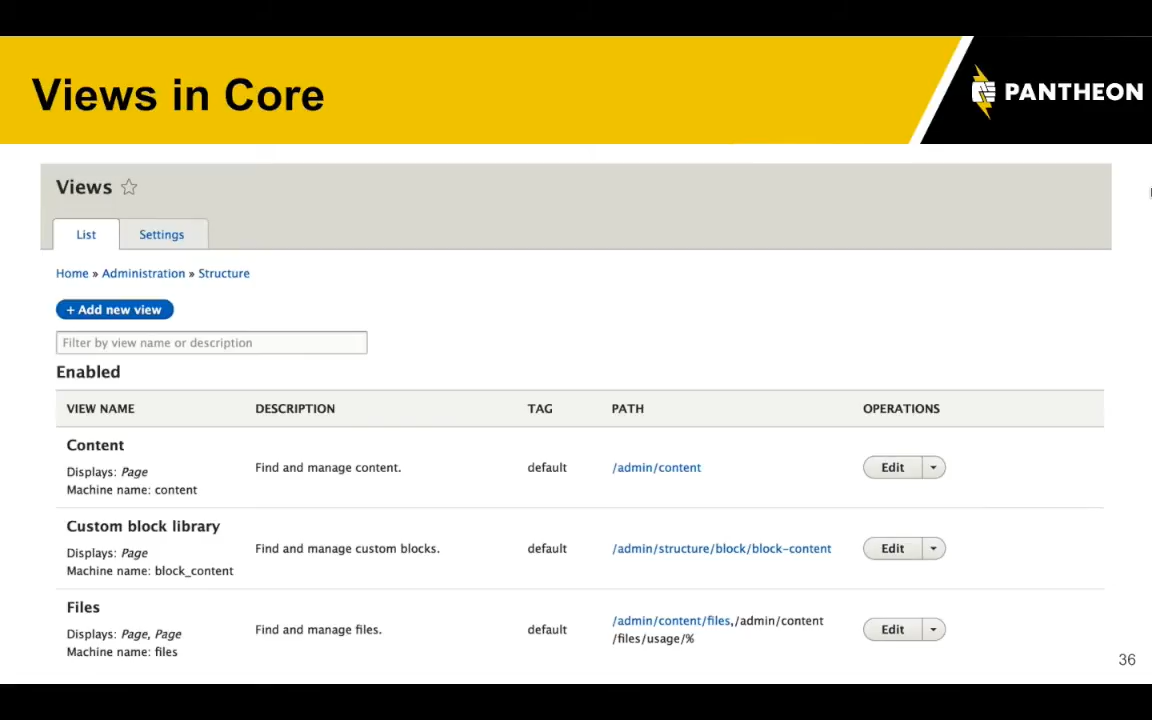 Views in Core
PANTHEON
Views
List
Settings
Home » Administration » Structure
+ Add new view
Filter by view name or description
Enabled
VIEW NAME DESCRIPTION TAG PATH OPERATIONS
Content
Displays: Page
Machine name: content
Find and manage content.
default
/admin/content
Edit
Custom block library
Displays: Page
Machine name: block_content
Find and manage custom blocks.
default
/admin/structure/block/block-content
Edit
Files
Displays: Page, Page
Machine name: files
Find and manage files.
default
/admin/content/files,/admin/content
/files/usage/%
Edit
36